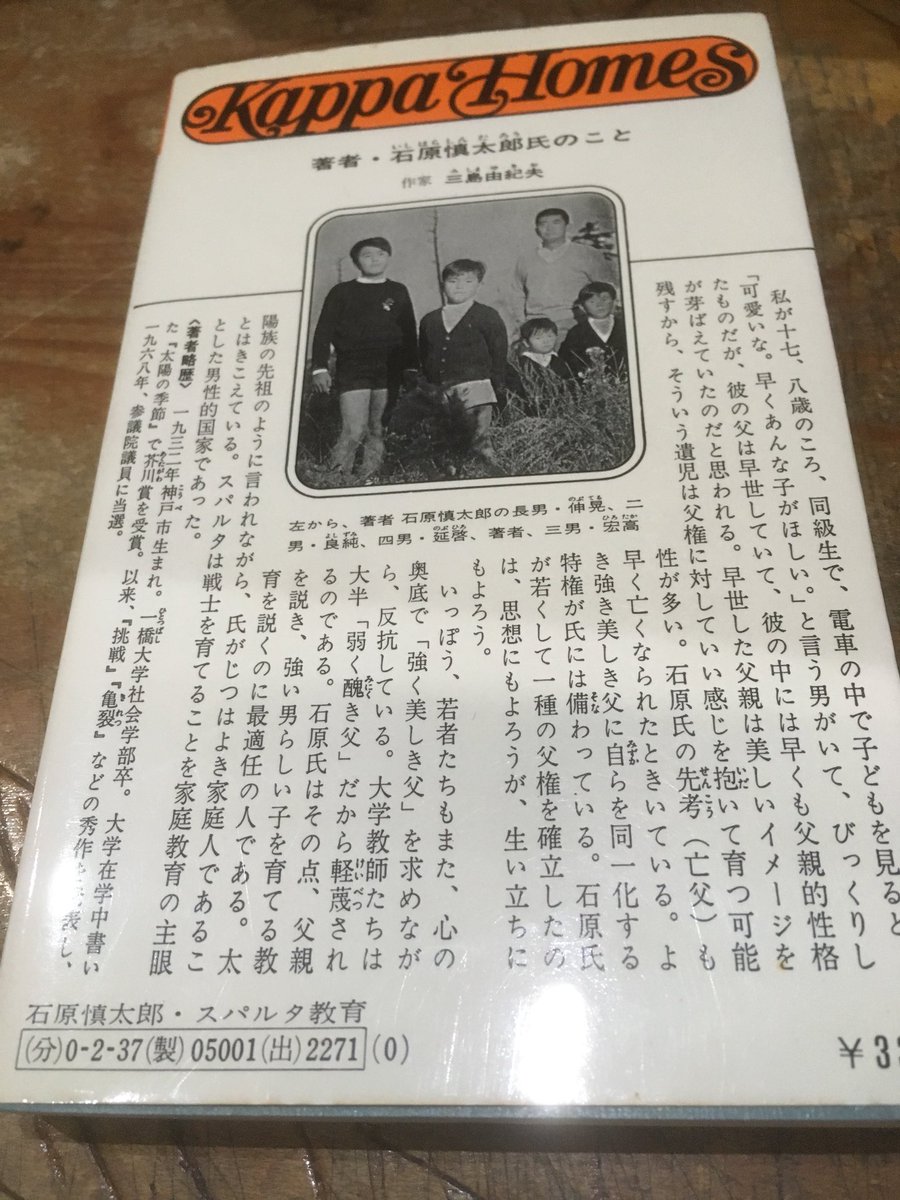 Kappa Homes
著者・石原慎太郎氏のこと
作家 三島由紀夫
私が十七、八歳のころ、同級生で、電車の中で子どもを見ると
「可愛いな。早くあんな子がほしい。」と言う男がいて、びっくりし
たものだが、彼の父は早世していて、彼の中には早くも父親的性格
が芽ばえていたのだと思われる。早世した父親は美しいイメージを
残すから、そういう遺児は父権に対していい感じを抱いて育つ可能
性が多い。石原氏の先考（亡父）も
早く亡くなられたときいている。よ
き強き美しき父に自らを同一化する
特権が氏には備わっている。石原氏
が若くして一種の父権を確立したの
は、思想にもよろうが、生い立ちに
もよろう。
いっぽう、若者たちもまた、心の
奥底で「強く美しき父」を求めなが
ら、反抗している。大学教師たちは
大半「弱く醜き父」だから軽蔑され
るのである。石原氏はその点、父親
を説き、強い男らしい子を育てる教
育を説くのに最適任の人である。太
陽族の先祖のように言われながら、氏がじつはよき家庭人であるこ
とはきこえている。スパルタは戦士を育てることを家庭教育の主眼
とした男性的国家であった。
〈著者略歴〉 一九三二年神戸市生まれ。一橋大学社会学部卒。大学在学中書い
た『太陽の季節』で芥川賞を受賞。以来、『挑戦』『亀裂』などの秀作を 表し、
一九六八年、参議院議員に当選。
左から、著者 石原慎太郎の長男・伸晃、二
男・良純、四男・延啓、著者、三男・宏高
石原慎太郎・スパルタ教育
(分)0-2-37(製)05001(出)2271(0)
¥3